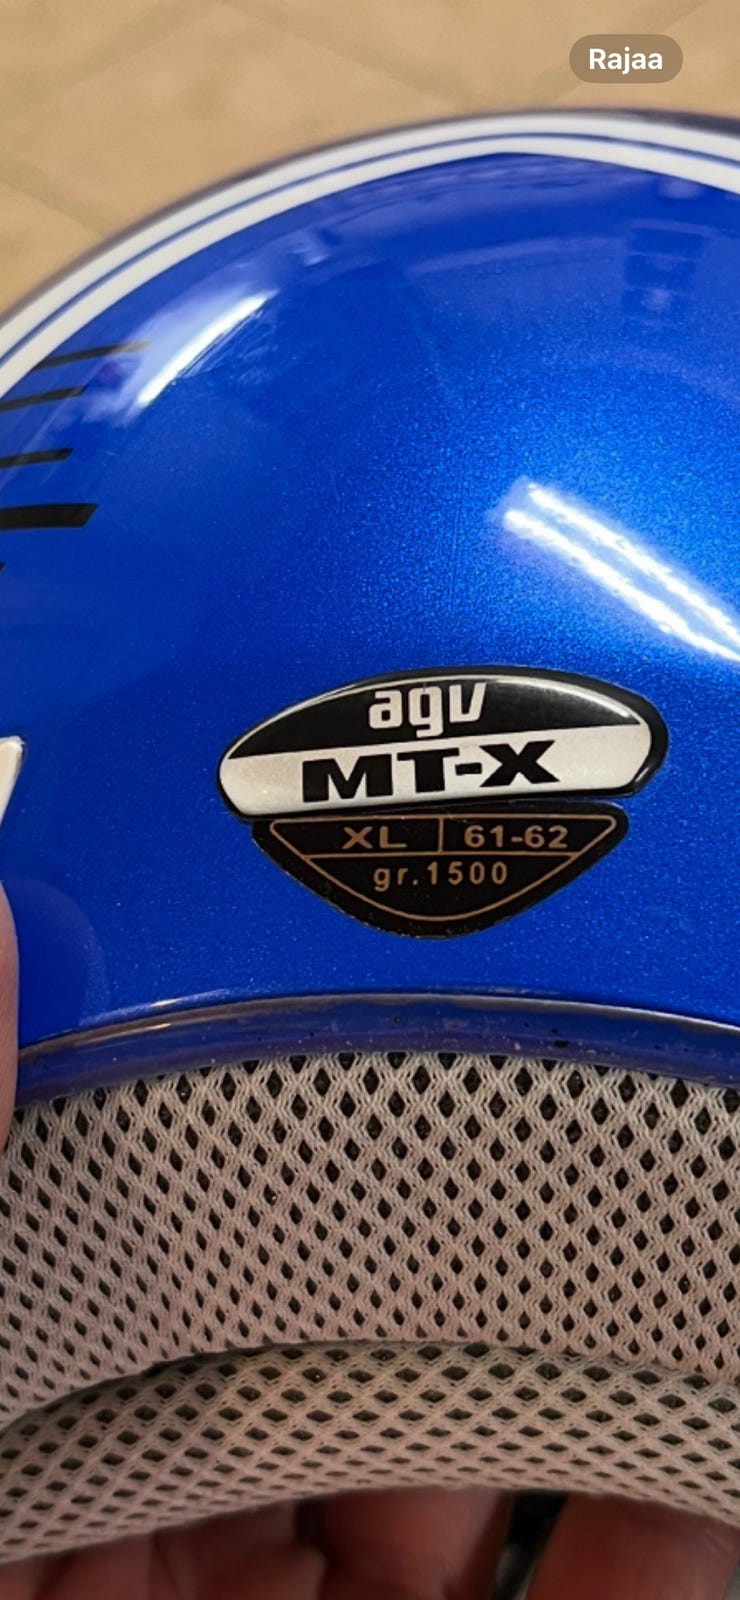 Rajaa
agv
MT-X
XL 61-62
gr.1500